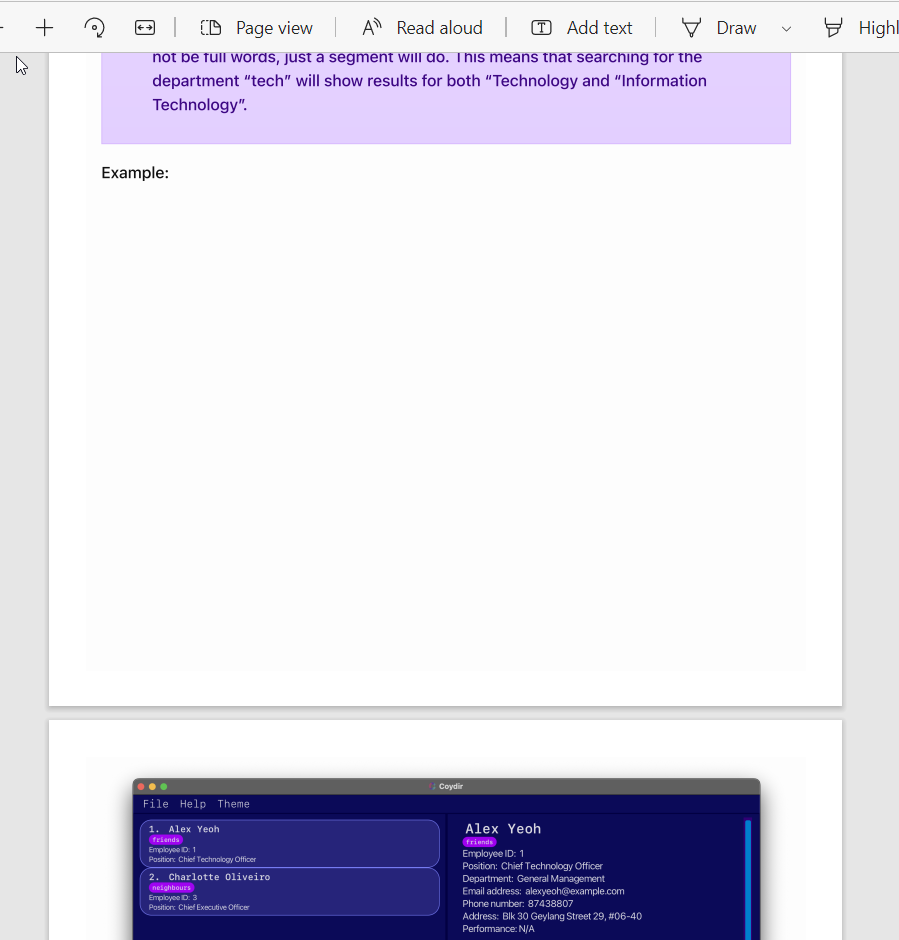 Page view
Read aloud
Add text
Draw
Highl
not be full words, just a segment will do. This means that searching for the
department “tech” will show results for both “Technology and “Information
Technology”.
Example:
Coydir
File Help Theme
1. Alex Yeoh
friends
Employee ID: 1
Position: Chief Technology Officer
2. Charlotte Oliveiro
neighbours
Employee ID: 3
Position: Chief Executive Officer
Alex Yeoh
friends
Employee ID: 1
Position: Chief Technology Officer
Department: General Management
Email address: alexyeoh@example.com
Phone number: 87438807
Address: Blk 30 Geylang Street 29, #06-40
Performance: N/A